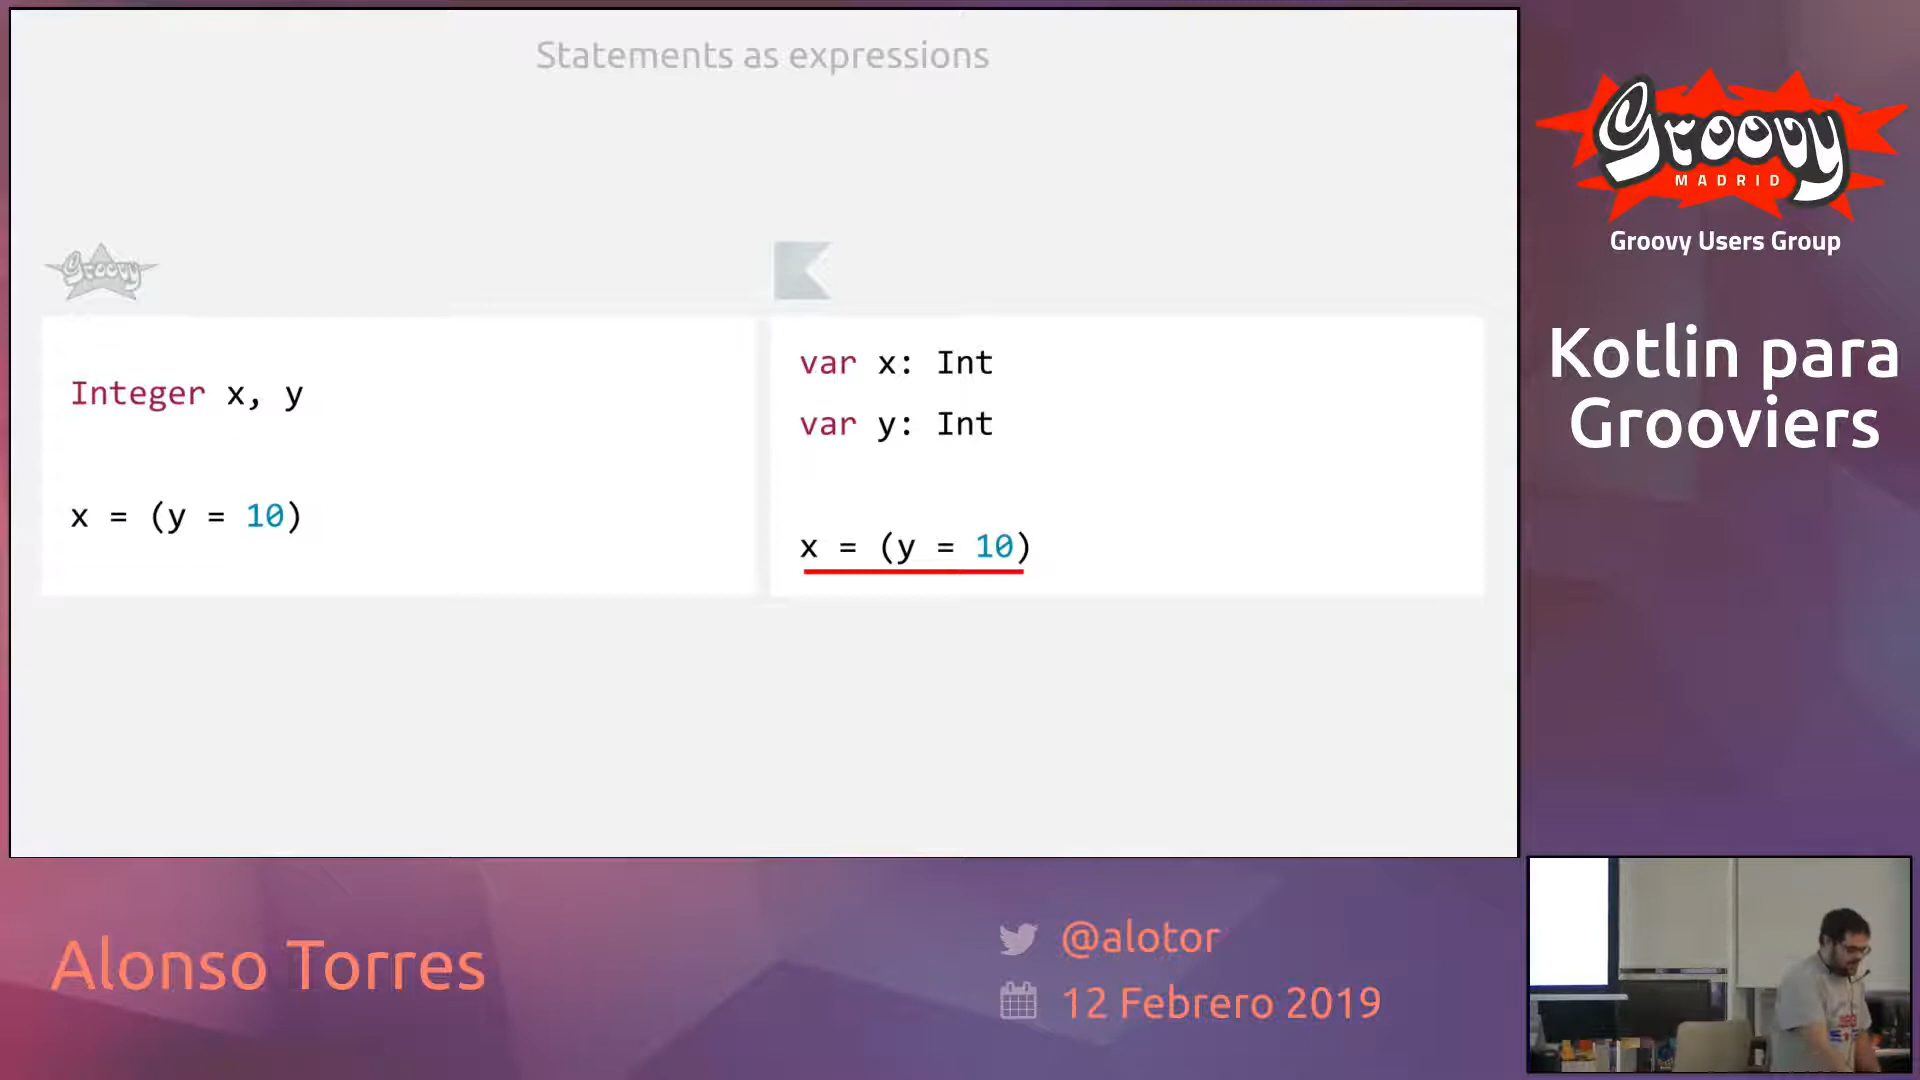 Statements as expressions
Groovy
Integer x, y
x = (y = 10)
var x: Int
var y: Int
x = (y = 10)
Groovy
MADRID
Groovy Users Group
Kotlin para
Grooviers
Alonso Torres
@alotor
12 Febrero 2019